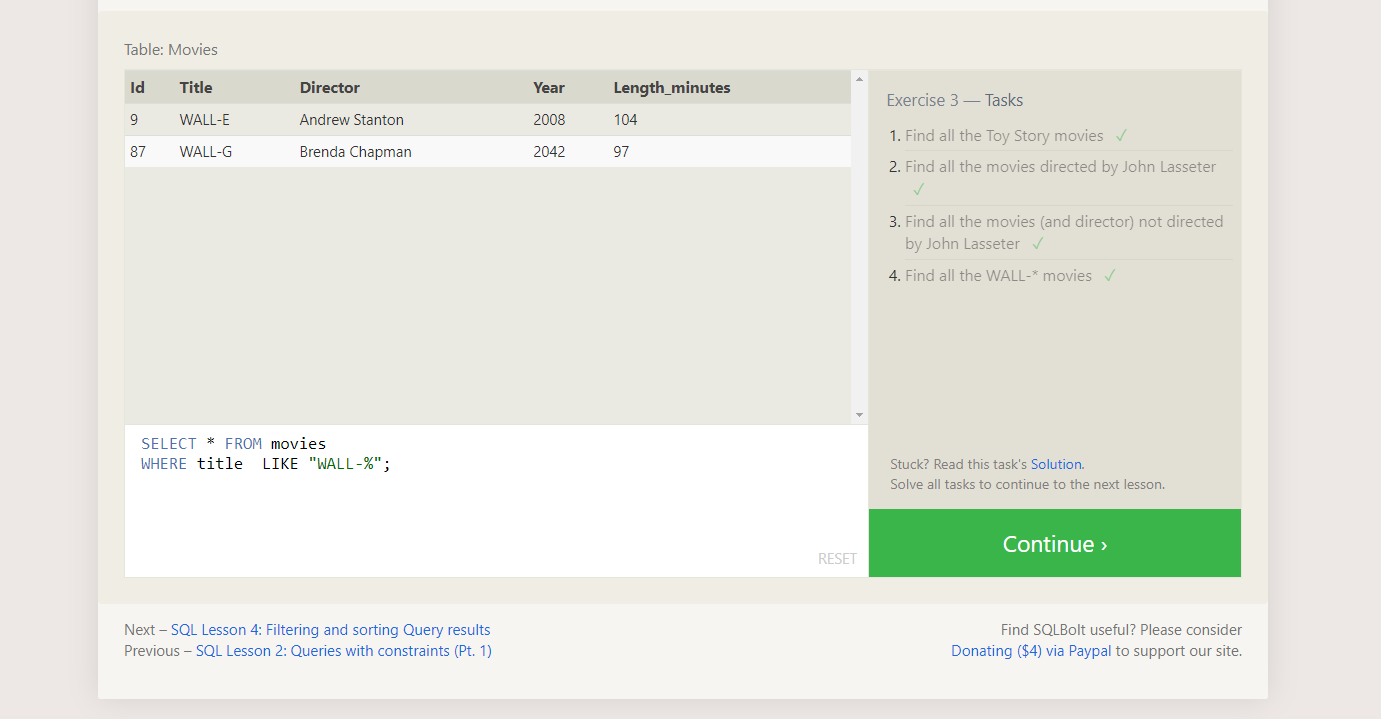 Table: Movies
Id Title Director Year Length_minutes
9 WALL-E Andrew Stanton 2008 104
87 WALL-G Brenda Chapman 2042 97
SELECT * FROM movies
WHERE title  LIKE "WALL-%";
RESET
Exercise 3 — Tasks
1. Find all the Toy Story movies ✓
2. Find all the movies directed by John Lasseter
✓
3. Find all the movies (and director) not directed
by John Lasseter ✓
4. Find all the WALL-* movies ✓
Stuck? Read this task's Solution.
Solve all tasks to continue to the next lesson.
Continue ›
Next – SQL Lesson 4: Filtering and sorting Query results
Previous – SQL Lesson 2: Queries with constraints (Pt. 1)
Find SQLBolt useful? Please consider
Donating ($4) via Paypal to support our site.